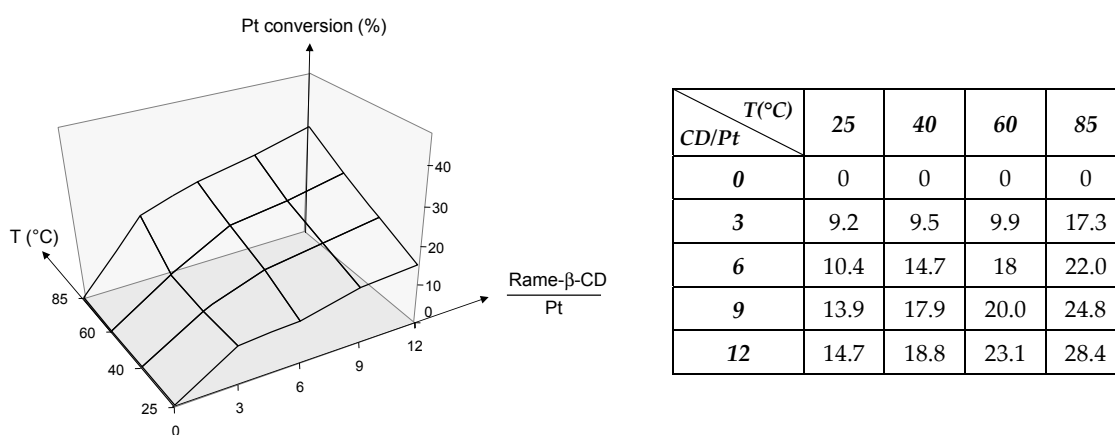 Pt conversion (%)
40
30
20
10
0
T (°C)
85
60
40
25
0
3
6
9
12
Rame-β-CD
Pt
T(°C)
CD/Pt
25 40 60 85
0 0 0 0 0
3 9.2 9.5 9.9 17.3
6 10.4 14.7 18 22.0
9 13.9 17.9 20.0 24.8
12 14.7 18.8 23.1 28.4